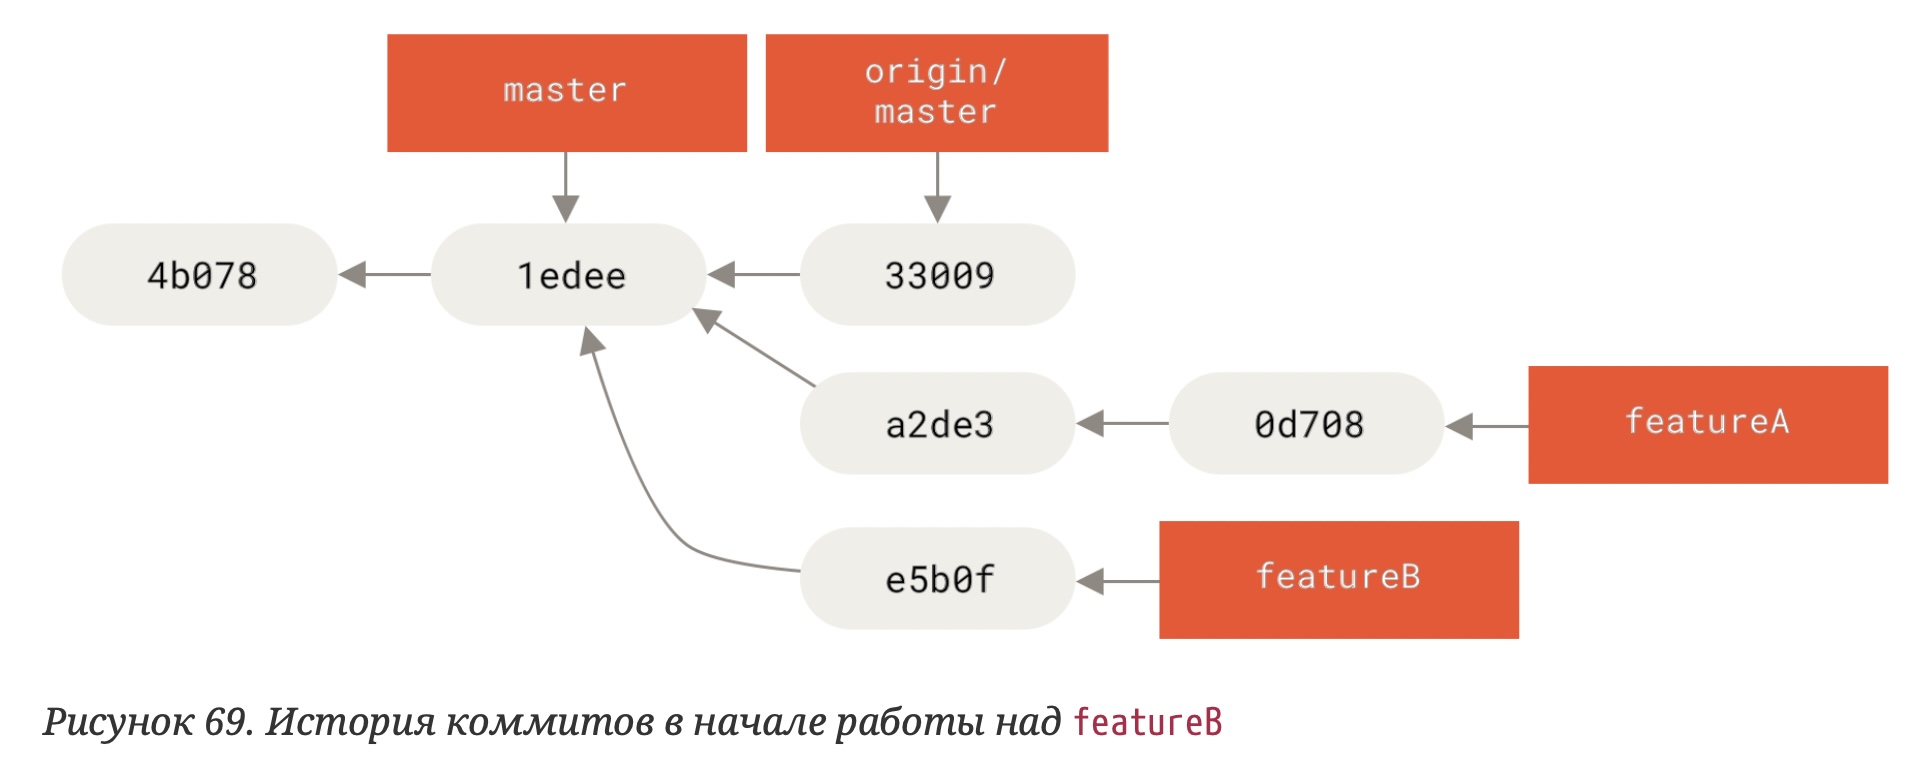 master
origin/
master
4b078
1edee
33009
a2de3
0d708
featureA
e5b0f
featureB
Рисунок 69. История коммитов в начале работы над featureB